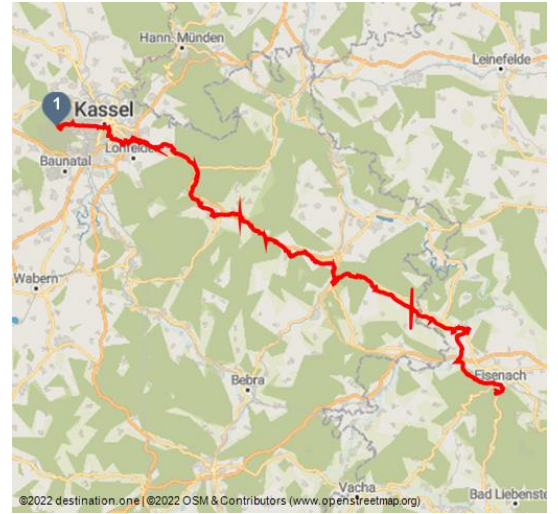 Hann. Münden
Leinefelde
1
Kassel
Lohfelden
Baunatal
Wabern
Eisenach
Bebra
Vacha
Bad Liebenste
©2022 destination.one | ©2022 OSM & Contributors (www.openstreetmap.org)